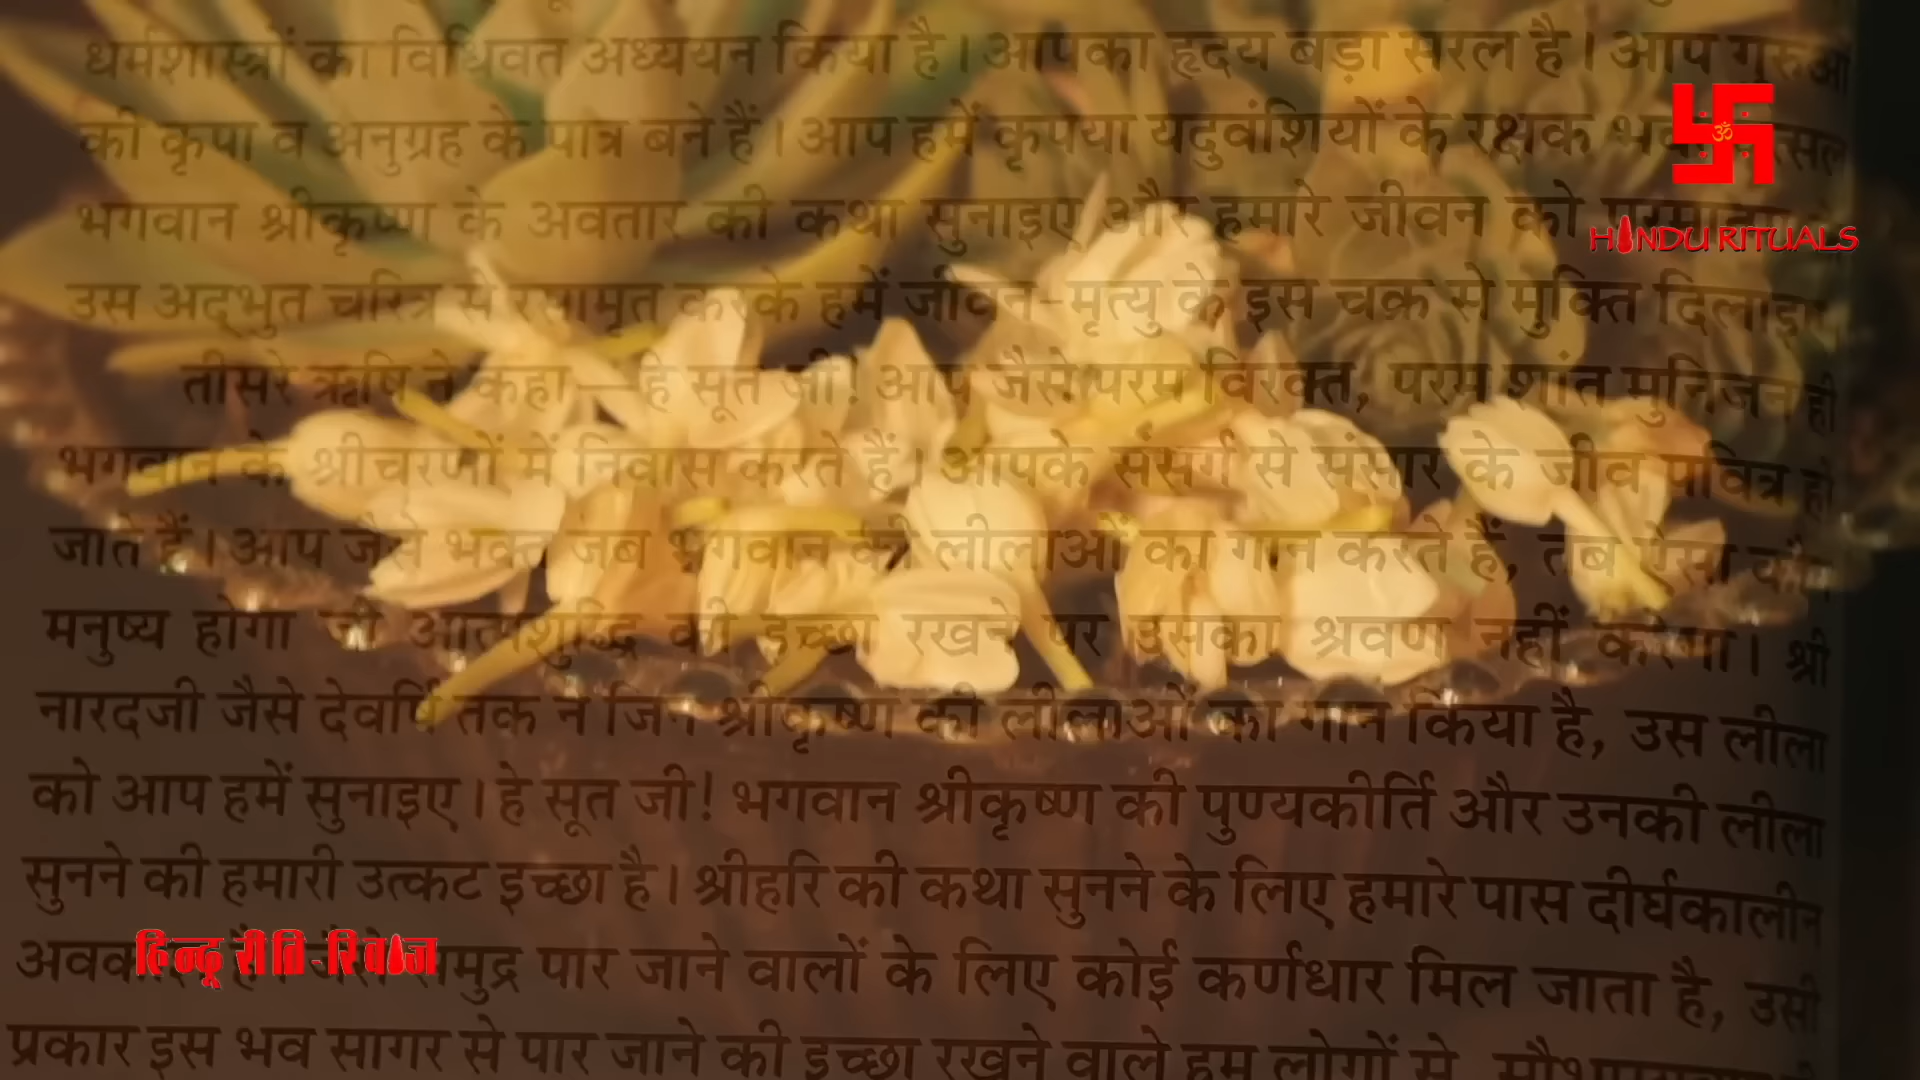 धर्मशास्त्रों का विधिवत अध्ययन किया है। आपका हृदय बड़ा सरल है। आप गुरुओं
की कृपा व अनुग्रह के पात्र बने हैं। आप हमें कृपया यदुवंशियों के रक्षक
ॐ
भगवान श्रीकृष्ण के अवतार की कथा सुनाइए और हमारे जीवन को
HINDU RITUALS
उस अद्भुत चरित्र से रसामृत करके हमें जीवन-मृत्यु के इस चक्र से मुक्ति दिलाइए
तीसरे ऋषि ने कहा—हे सूत जी! आप जैसे परम विरक्त, परम शांत मुनिजन ही
भगवान के श्रीचरणों में निवास करते हैं। आपके संसर्ग से संसार के जीव पवित्र हो
जाते हैं। आप जैसे भक्त जब भगवान की लीलाओं का गान करते हैं, तब ऐसा कौन
मनुष्य होगा जो आत्मशुद्धि की इच्छा रखने पर उसका श्रवण नहीं करेगा। श्री
नारदजी जैसे देवर्षि तक ने जिन श्रीकृष्ण की लीलाओं का गान किया है, उस लीला
को आप हमें सुनाइए। हे सूत जी! भगवान श्रीकृष्ण की पुण्यकीर्ति और उनकी लीला
सुनने की हमारी उत्कट इच्छा है। श्रीहरि की कथा सुनने के लिए हमारे पास दीर्घकालीन
हिन्दू रीति-रिवाज
समुद्र पार जाने वालों के लिए कोई कर्णधार मिल जाता है, उसी
प्रकार इस भव सागर से पार जाने की इच्छा रखने वाले हम लोगों से